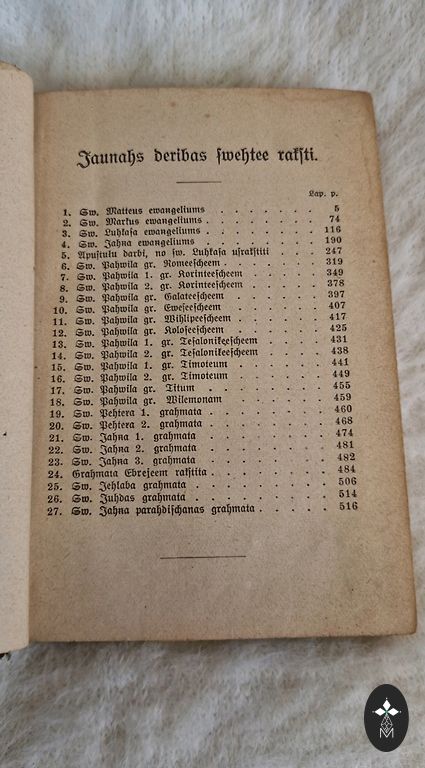 Jaunahs deribas ſwehtee rakſti.
Lap. p.
1. Sw. Matteus ewangeliums . . . . . . . 5
2. Sw. Markus ewangeliums . . . . . . . 74
3. Sw. Luhkaſa ewangeliums . . . . . . . 116
4. Sw. Jahna ewangeliums . . . . . . . 190
5. Apuſtulu darbi, no ſw. Luhkaſa uſrakſtiti . . . 247
6. Sw. Pahwila gr. Romeeſcheem . . . . . . 319
7. Sw. Pahwila 1. gr. Korinteeſcheem . . . . 349
8. Sw. Pahwila 2. gr. Korinteeſcheem . . . . 378
9. Sw. Pahwila gr. Galateeſcheem . . . . . 397
10. Sw. Pahwila gr. Eweſeeſcheem . . . . . 407
11. Sw. Pahwila gr. Wihlipeeſcheem . . . . . 417
12. Sw. Pahwila gr. Koloſeeſcheem . . . . . 425
13. Sw. Pahwila 1. gr. Teſalonikeeſcheem . . . . 431
14. Sw. Pahwila 2. gr. Teſalonikeeſcheem . . . . 438
15. Sw. Pahwila 1. gr. Timoteum . . . . . . 441
16. Sw. Pahwila 2. gr. Timoteum . . . . . . 449
17. Sw. Pahwila gr. Titum . . . . . . . 455
18. Sw. Pahwila gr. Wilemonam . . . . . . 459
19. Sw. Pehtera 1. grahmata . . . . . . . 460
20. Sw. Pehtera 2. grahmata . . . . . . . 468
21. Sw. Jahna 1. grahmata . . . . . . . 474
22. Sw. Jahna 2. grahmata . . . . . . . 481
23. Sw. Jahna 3. grahmata . . . . . . . 482
24. Grahmata Ebrejeem rakſtita . . . . . . . 484
25. Sw. Jehkaba grahmata . . . . . . . 506
26. Sw. Juhdas grahmata . . . . . . . 514
27. Sw. Jahna parahdiſchanas grahmata . . . . 516
M